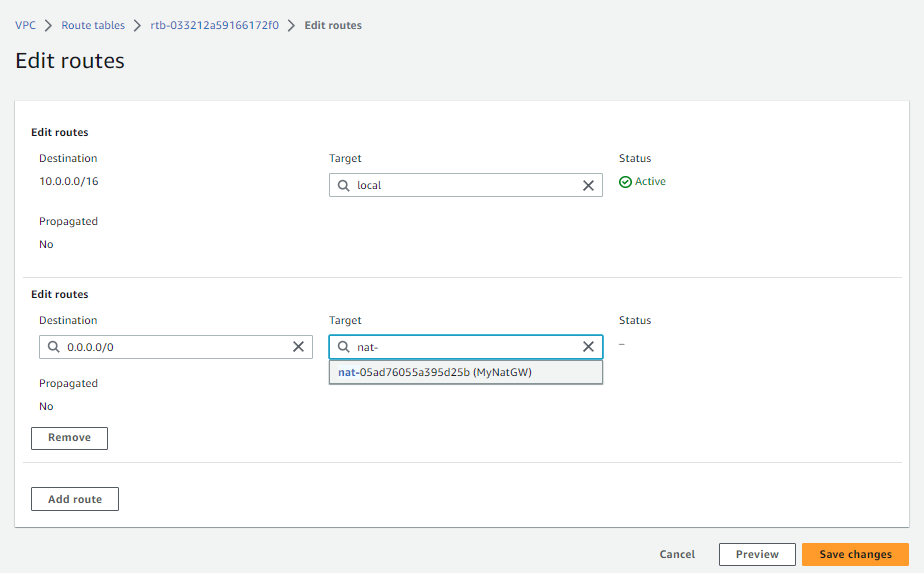 VPC > Route tables > rtb-033212a59166172f0 > Edit routes
Edit routes
Edit routes
Destination Target Status
10.0.0.0/16 local Active
Propagated
No
Edit routes
Destination Target Status
0.0.0.0/0 nat- –
nat-05ad76055a395d25b (MyNatGW)
Propagated
No
Remove
Add route
Cancel Preview Save changes